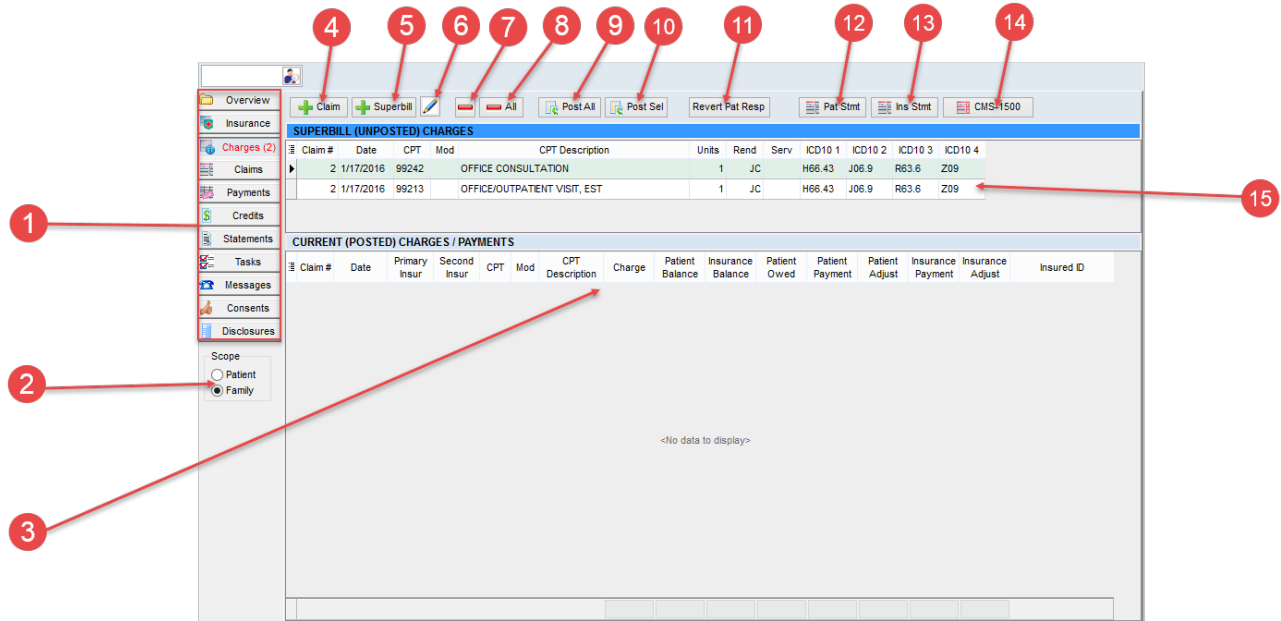 4 5 6 7 8 9 10 11 12 13 14
Overview
Insurance
Charges (2)
Claims
Payments
Credits
Statements
Tasks
Messages
Consents
Disclosures
1
Scope
Patient
Family
2
3
Claim Superbill All Post All Post Sel Revert Pat Resp Pat Stmt Ins Stmt CMS-1500
SUPERBILL (UNPOSTED) CHARGES
Claim # Date CPT Mod CPT Description Units Rend Serv ICD10 1 ICD10 2 ICD10 3 ICD10 4
2 1/17/2016 99242 OFFICE CONSULTATION 1 JC H66.43 J06.9 R63.6 Z09
2 1/17/2016 99213 OFFICE/OUTPATIENT VISIT, EST 1 JC H66.43 J06.9 R63.6 Z09
15
CURRENT (POSTED) CHARGES / PAYMENTS
Claim # Date Primary Insur Second Insur CPT Mod CPT Description Charge Patient Balance Insurance Balance Patient Owed Patient Payment Patient Adjust Insurance Payment Insurance Adjust Insured ID
<No data to display>